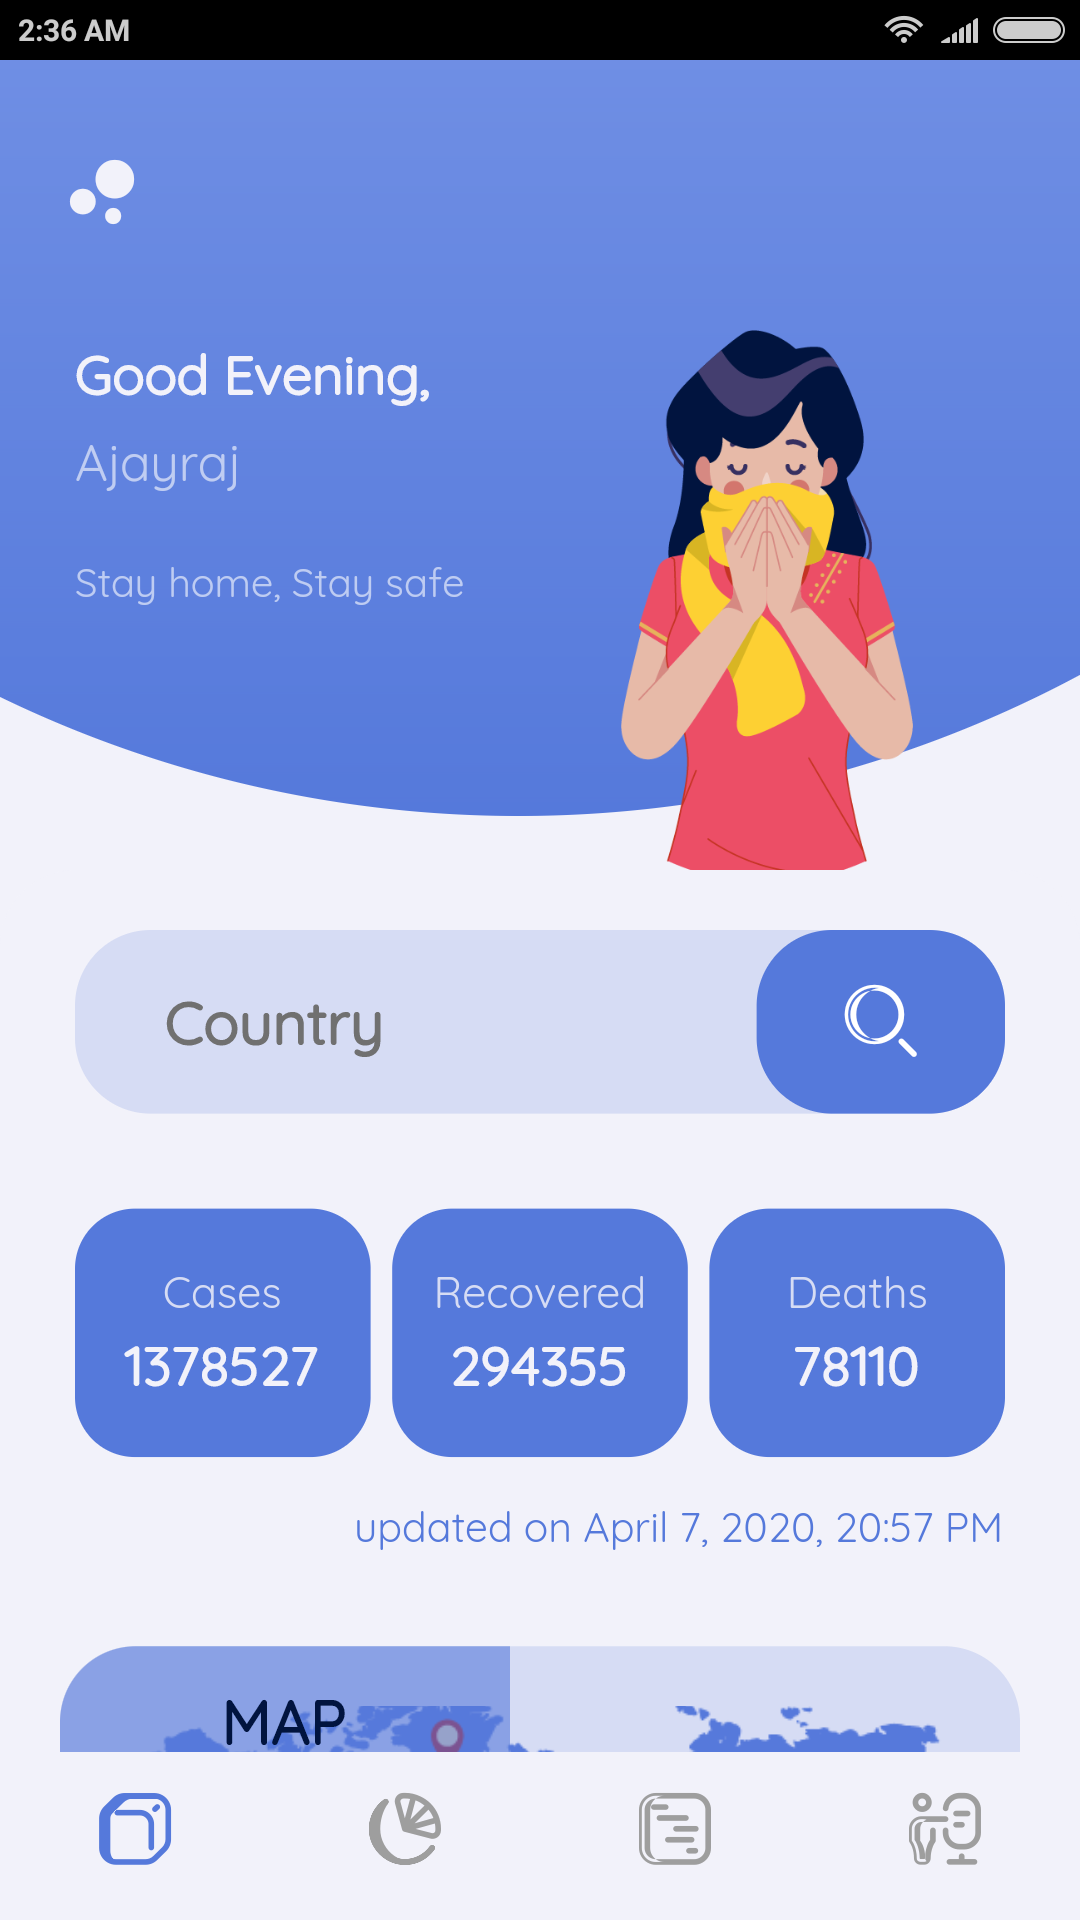 2:36 AM
Good Evening,
Ajayraj
Stay home, Stay safe
Country
Cases
1378527
Recovered
294355
Deaths
78110
updated on April 7, 2020, 20:57 PM
MAP